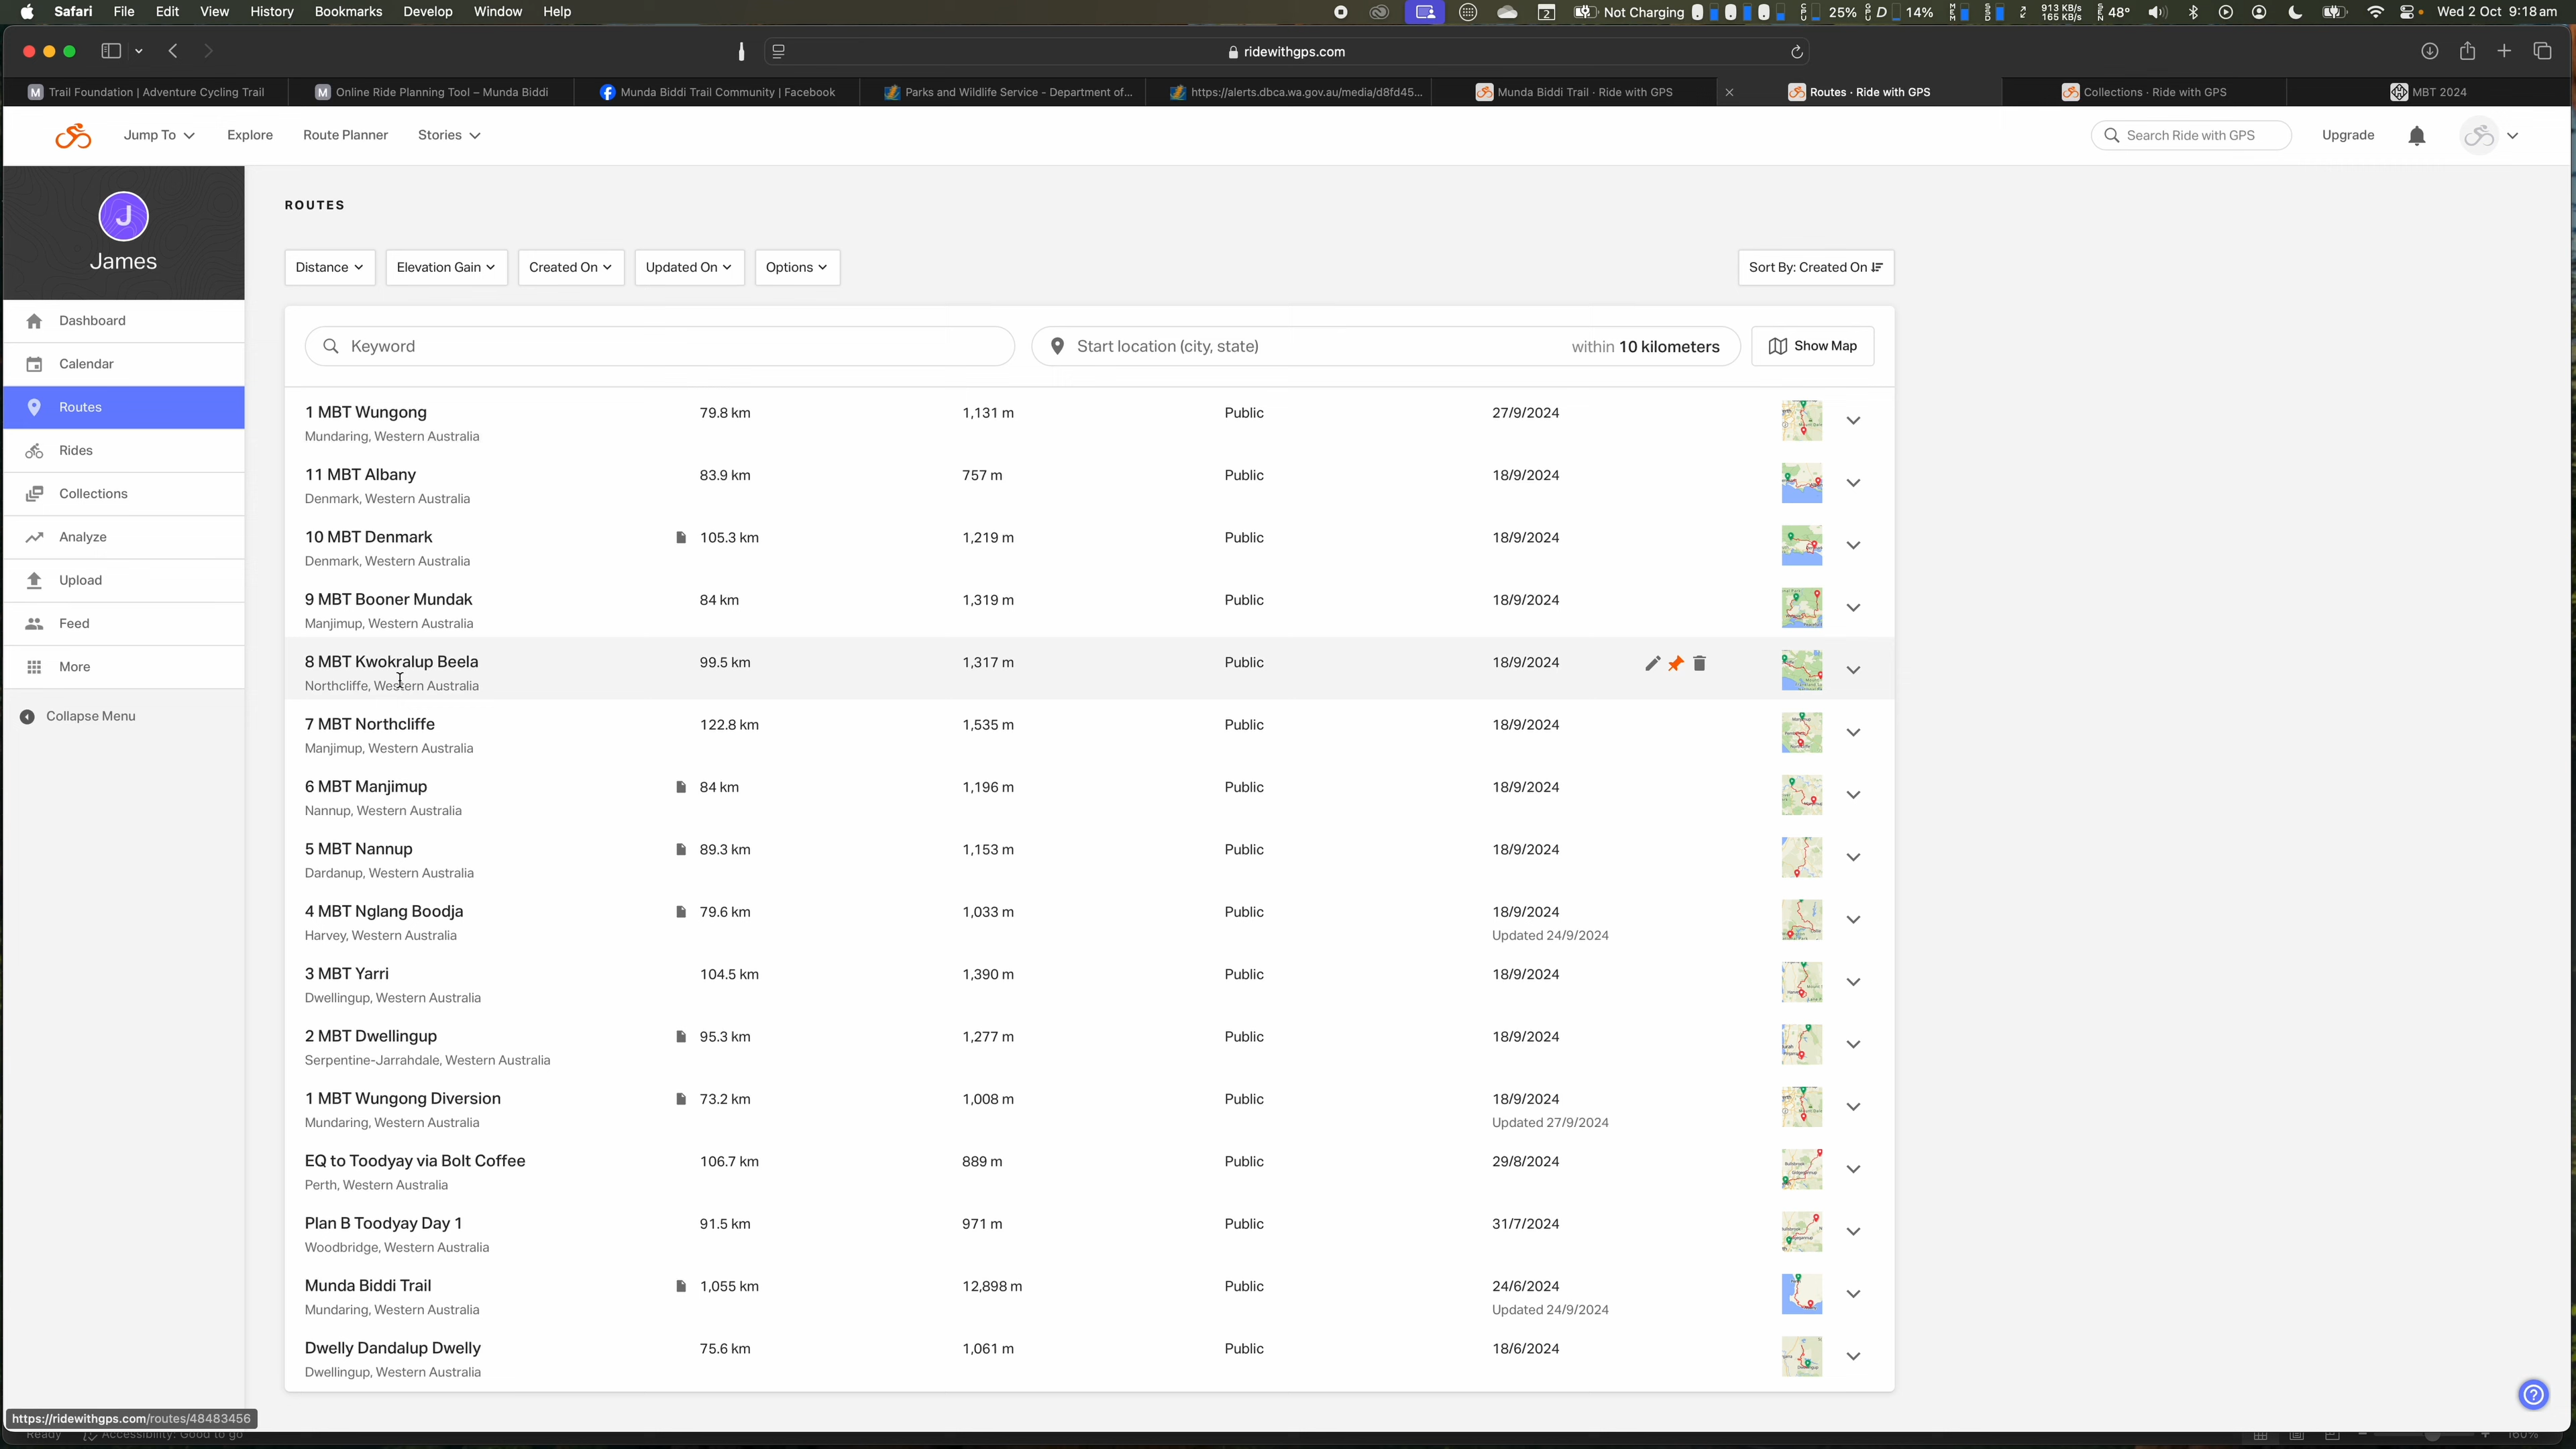 Safari File Edit View History Bookmarks Develop Window Help
2 Not Charging 25% 14% 913 KB/s 165 KB/s 48° Wed 2 Oct 9:18 am
ridewithgps.com
Trail Foundation | Adventure Cycling Trail
Online Ride Planning Tool – Munda Biddi
Munda Biddi Trail Community | Facebook
Parks and Wildlife Service - Department of...
https://alerts.dbca.wa.gov.au/media/d8fd45...
Munda Biddi Trail · Ride with GPS
Routes · Ride with GPS
Collections · Ride with GPS
MBT 2024
Jump To Explore Route Planner Stories Search Ride with GPS Upgrade
J
James
Dashboard
Calendar
Routes
Rides
Collections
Analyze
Upload
Feed
More
Collapse Menu
ROUTES
Distance Elevation Gain Created On Updated On Options Sort By: Created On
Keyword Start location (city, state) within 10 kilometers Show Map
1 MBT Wungong 79.8 km 1,131 m Public 27/9/2024
Mundaring, Western Australia
11 MBT Albany 83.9 km 757 m Public 18/9/2024
Denmark, Western Australia
10 MBT Denmark 105.3 km 1,219 m Public 18/9/2024
Denmark, Western Australia
9 MBT Booner Mundak 84 km 1,319 m Public 18/9/2024
Manjimup, Western Australia
8 MBT Kwokralup Beela 99.5 km 1,317 m Public 18/9/2024
Northcliffe, Western Australia
7 MBT Northcliffe 122.8 km 1,535 m Public 18/9/2024
Manjimup, Western Australia
6 MBT Manjimup 84 km 1,196 m Public 18/9/2024
Nannup, Western Australia
5 MBT Nannup 89.3 km 1,153 m Public 18/9/2024
Dardanup, Western Australia
4 MBT Nglang Boodja 79.6 km 1,033 m Public 18/9/2024
Harvey, Western Australia Updated 24/9/2024
3 MBT Yarri 104.5 km 1,390 m Public 18/9/2024
Dwellingup, Western Australia
2 MBT Dwellingup 95.3 km 1,277 m Public 18/9/2024
Serpentine-Jarrahdale, Western Australia
1 MBT Wungong Diversion 73.2 km 1,008 m Public 18/9/2024
Mundaring, Western Australia Updated 27/9/2024
EQ to Toodyay via Bolt Coffee 106.7 km 889 m Public 29/8/2024
Perth, Western Australia
Plan B Toodyay Day 1 91.5 km 971 m Public 31/7/2024
Woodbridge, Western Australia
Munda Biddi Trail 1,055 km 12,898 m Public 24/6/2024
Mundaring, Western Australia Updated 24/9/2024
Dwelly Dandalup Dwelly 75.6 km 1,061 m Public 18/6/2024
Dwellingup, Western Australia
https://ridewithgps.com/routes/48483456
Ready Accessibility: Good to go 160%